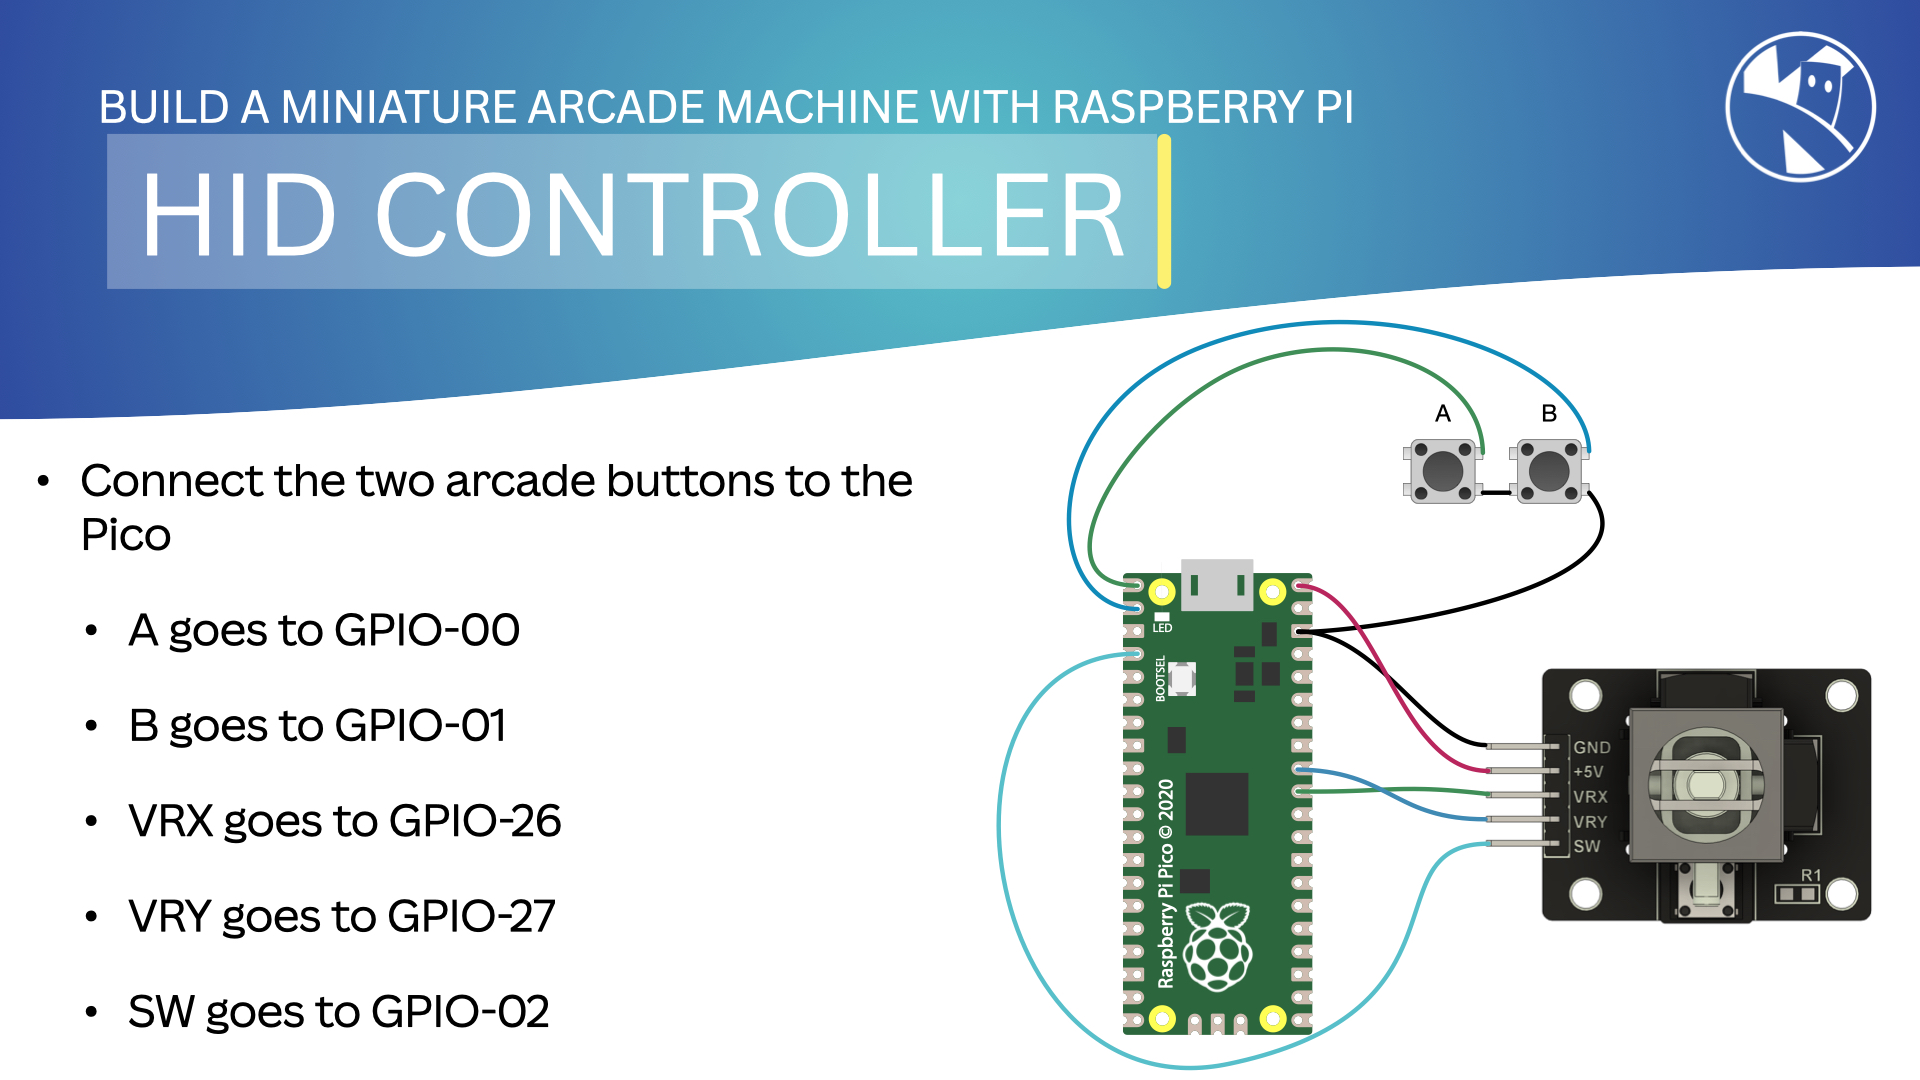 BUILD A MINIATURE ARCADE MACHINE WITH RASPBERRY PI
HID CONTROLLER
• Connect the two arcade buttons to the
Pico
• A goes to GPIO-00
• B goes to GPIO-01
• VRX goes to GPIO-26
• VRY goes to GPIO-27
• SW goes to GPIO-02
A
B
LED
BOOTSEL
Raspberry Pi Pico © 2020
GND
+5V
VRX
VRY
SW
R1